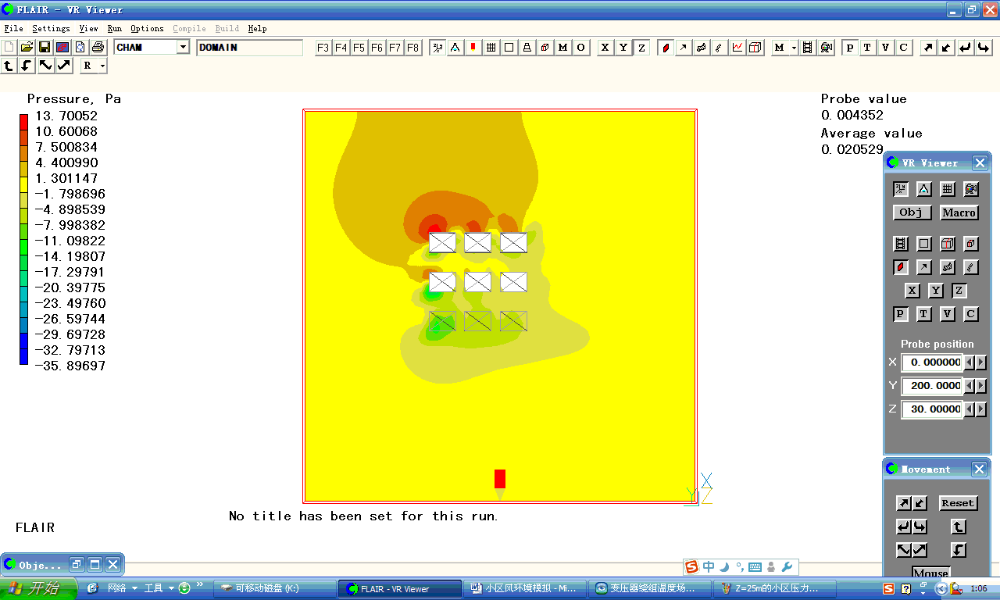 FLAIR - VR Viewer
File Settings View Run Options Compile Build Help
CHAM DOMAIN F3 F4 F5 F6 F7 F8 M O X Y Z M P T V C
R
Pressure, Pa
13.70052
10.60068
7.500834
4.400990
1.301147
-1.798696
-4.898539
-7.998382
-11.09822
-14.19807
-17.29791
-20.39775
-23.49760
-26.59744
-29.69728
-32.79713
-35.89697
Probe value
0.004352
Average value
0.020529
VR Viewer
Obj Macro
X Y Z
P T V C
Probe position
X 0.000000
Y 200.0000
Z 30.00000
X
Y
Z
Movement
Reset
Mouse
No title has been set for this run.
FLAIR
Obje...
中
开始 网络 工具 » 可移动磁盘 (K:) FLAIR - VR Viewer 小区风环境模拟 - Mi... 变压器绕组温度场... Z=25m的小区压力... 1:06